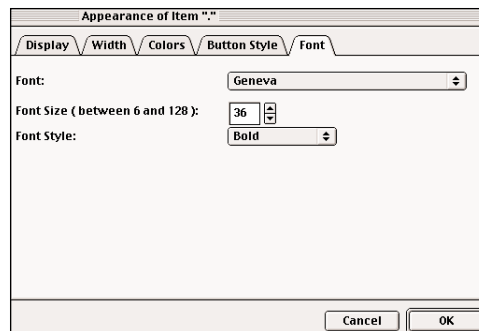 Appearance of Item "."
Display Width Colors Button Style Font
Font: Geneva
Font Size ( between 6 and 128 ): 36
Font Style: Bold
Cancel OK